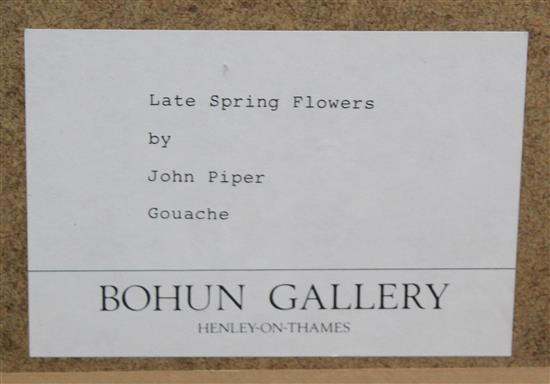 Late Spring Flowers
by
John Piper
Gouache
BOHUN GALLERY
HENLEY-ON-THAMES